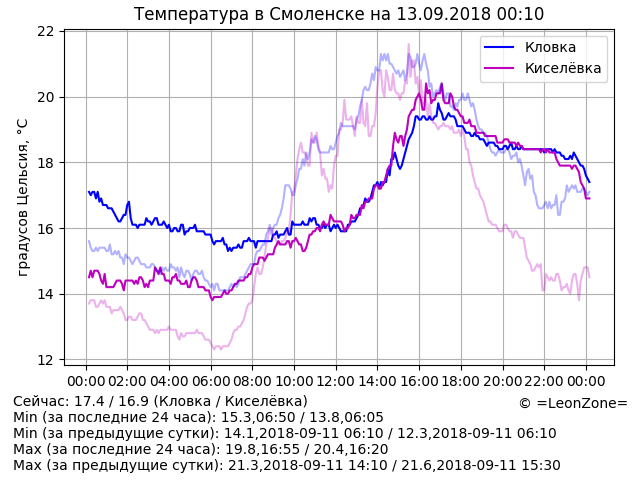 Температура в Смоленске на 13.09.2018 00:10
22
20
18
16
14
12
градусов Цельсия, °C
Кловка
Киселёвка
00:00 02:00 04:00 06:00 08:00 10:00 12:00 14:00 16:00 18:00 20:00 22:00 00:00
Сейчас: 17.4 / 16.9 (Кловка / Киселёвка)
© =LeonZone=
Min (за последние 24 часа): 15.3,06:50 / 13.8,06:05
Min (за предыдущие сутки): 14.1,2018-09-11 06:10 / 12.3,2018-09-11 06:10
Max (за последние 24 часа): 19.8,16:55 / 20.4,16:20
Max (за предыдущие сутки): 21.3,2018-09-11 14:10 / 21.6,2018-09-11 15:30